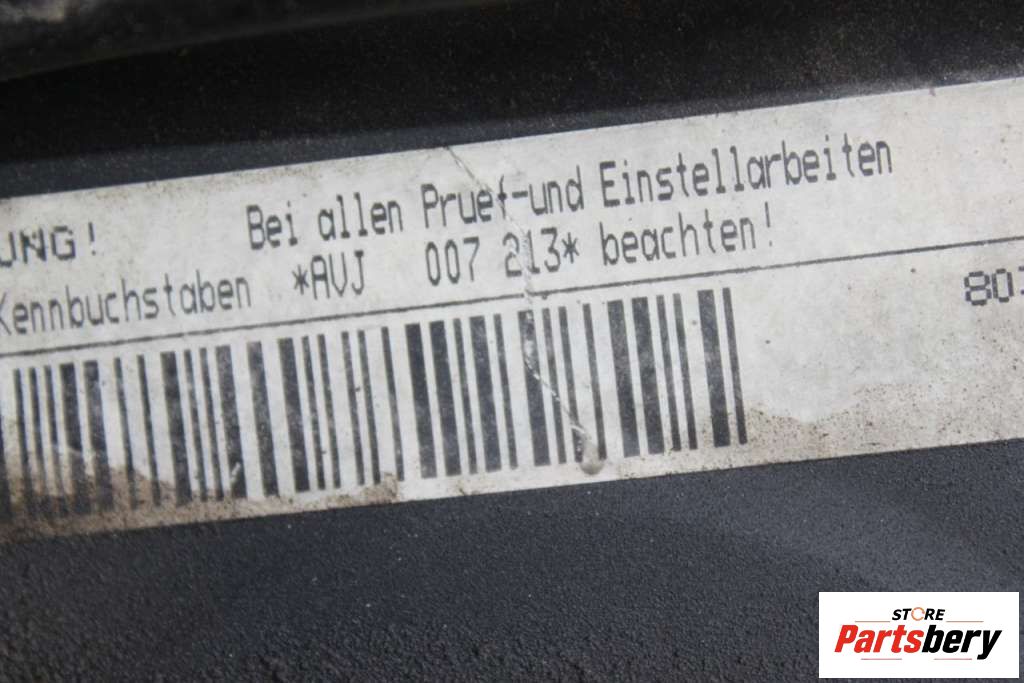 UNG! Bei allen Pruef-und Einstellarbeiten
Kennbuchstaben *AVJ 007 213* beachten!
80
STORE
Partsbery